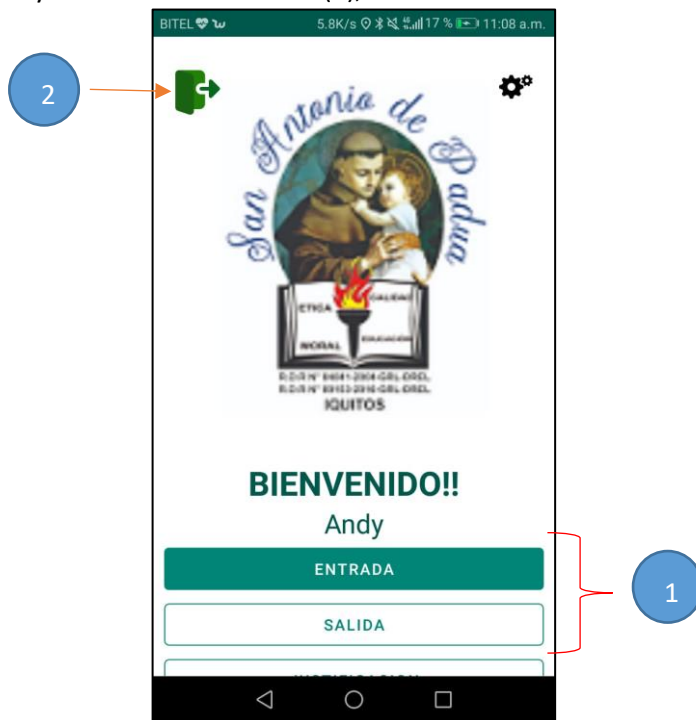 BITEL 5.8K/s 17 % 11:08 a.m.
2
San Antonio de Padua
ETICA CALIDAD
MORAL EDUCACIÓN
IQUITOS
BIENVENIDO!!
Andy
ENTRADA
1
SALIDA